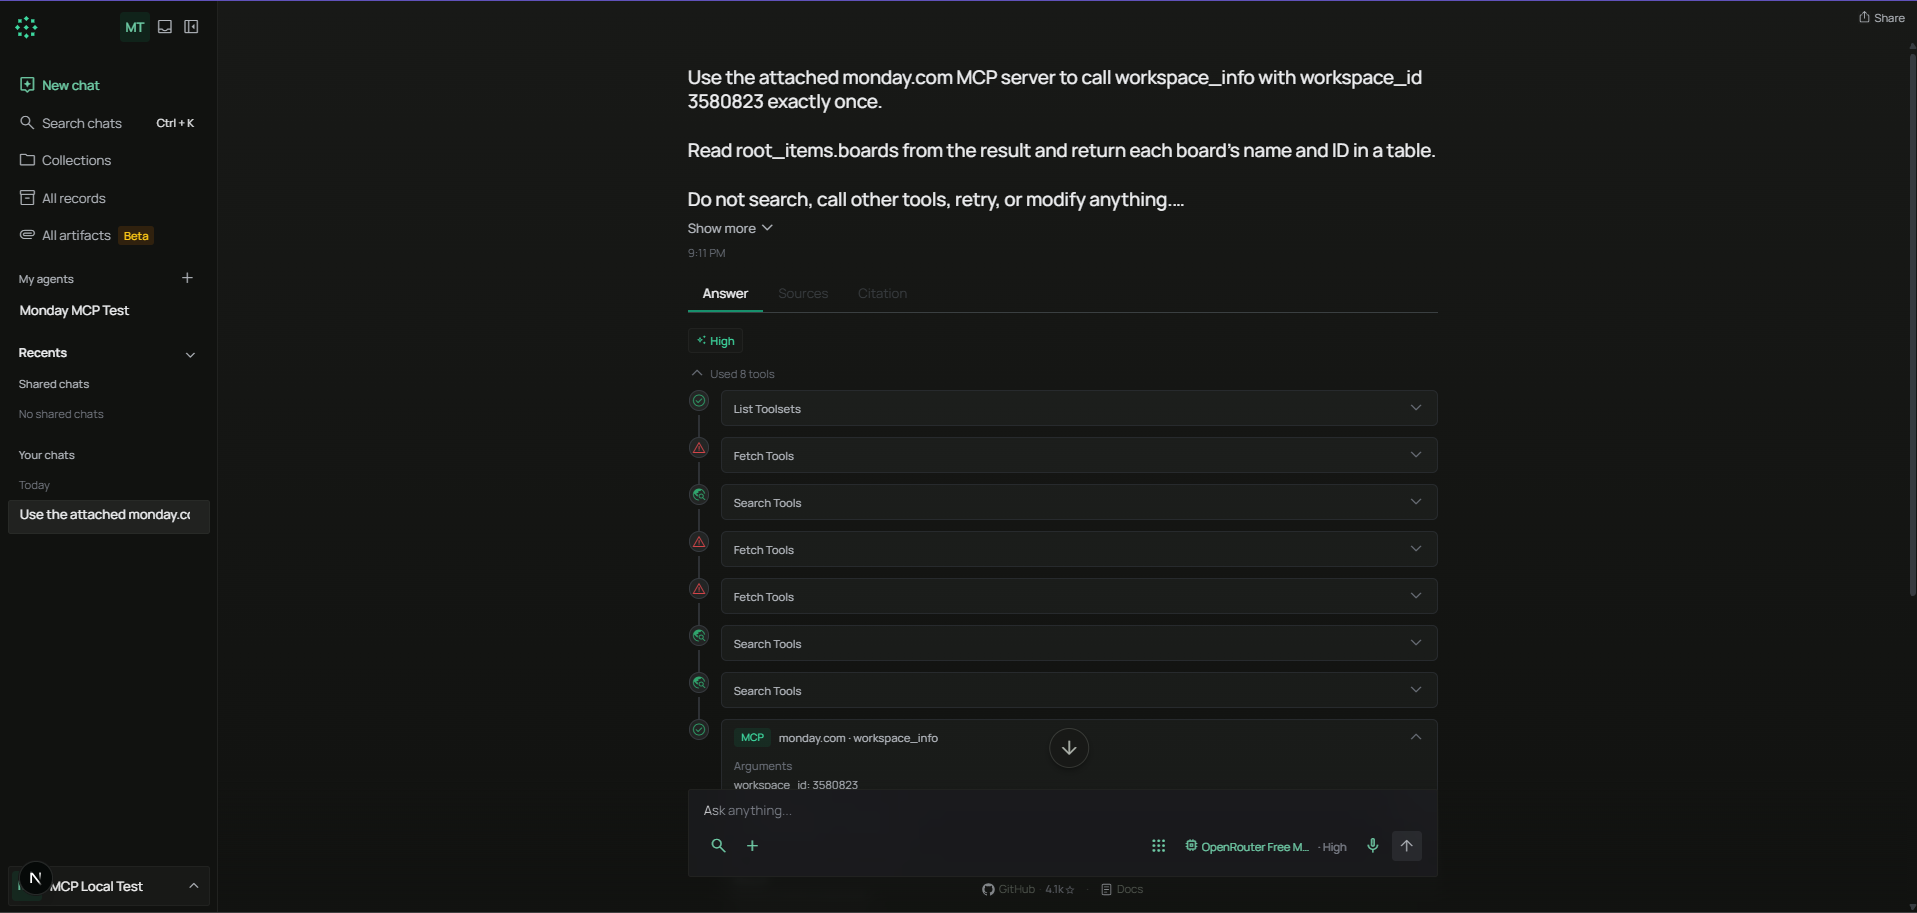 MT
Share
New chat
Search chats Ctrl + K
Collections
All records
All artifacts Beta
My agents
Monday MCP Test
Recents
Shared chats
No shared chats
Your chats
Today
Use the attached monday.cc
N MCP Local Test
Use the attached monday.com MCP server to call workspace_info with workspace_id
3580823 exactly once.
Read root_items.boards from the result and return each board's name and ID in a table.
Do not search, call other tools, retry, or modify anything....
Show more
9:11 PM
Answer Sources Citation
High
Used 8 tools
List Toolsets
Fetch Tools
Search Tools
Fetch Tools
Fetch Tools
Search Tools
Search Tools
MCP monday.com · workspace_info
Arguments
workspace_id: 3580823
Ask anything...
OpenRouter Free M... · High
GitHub 4.1k☆ · Docs